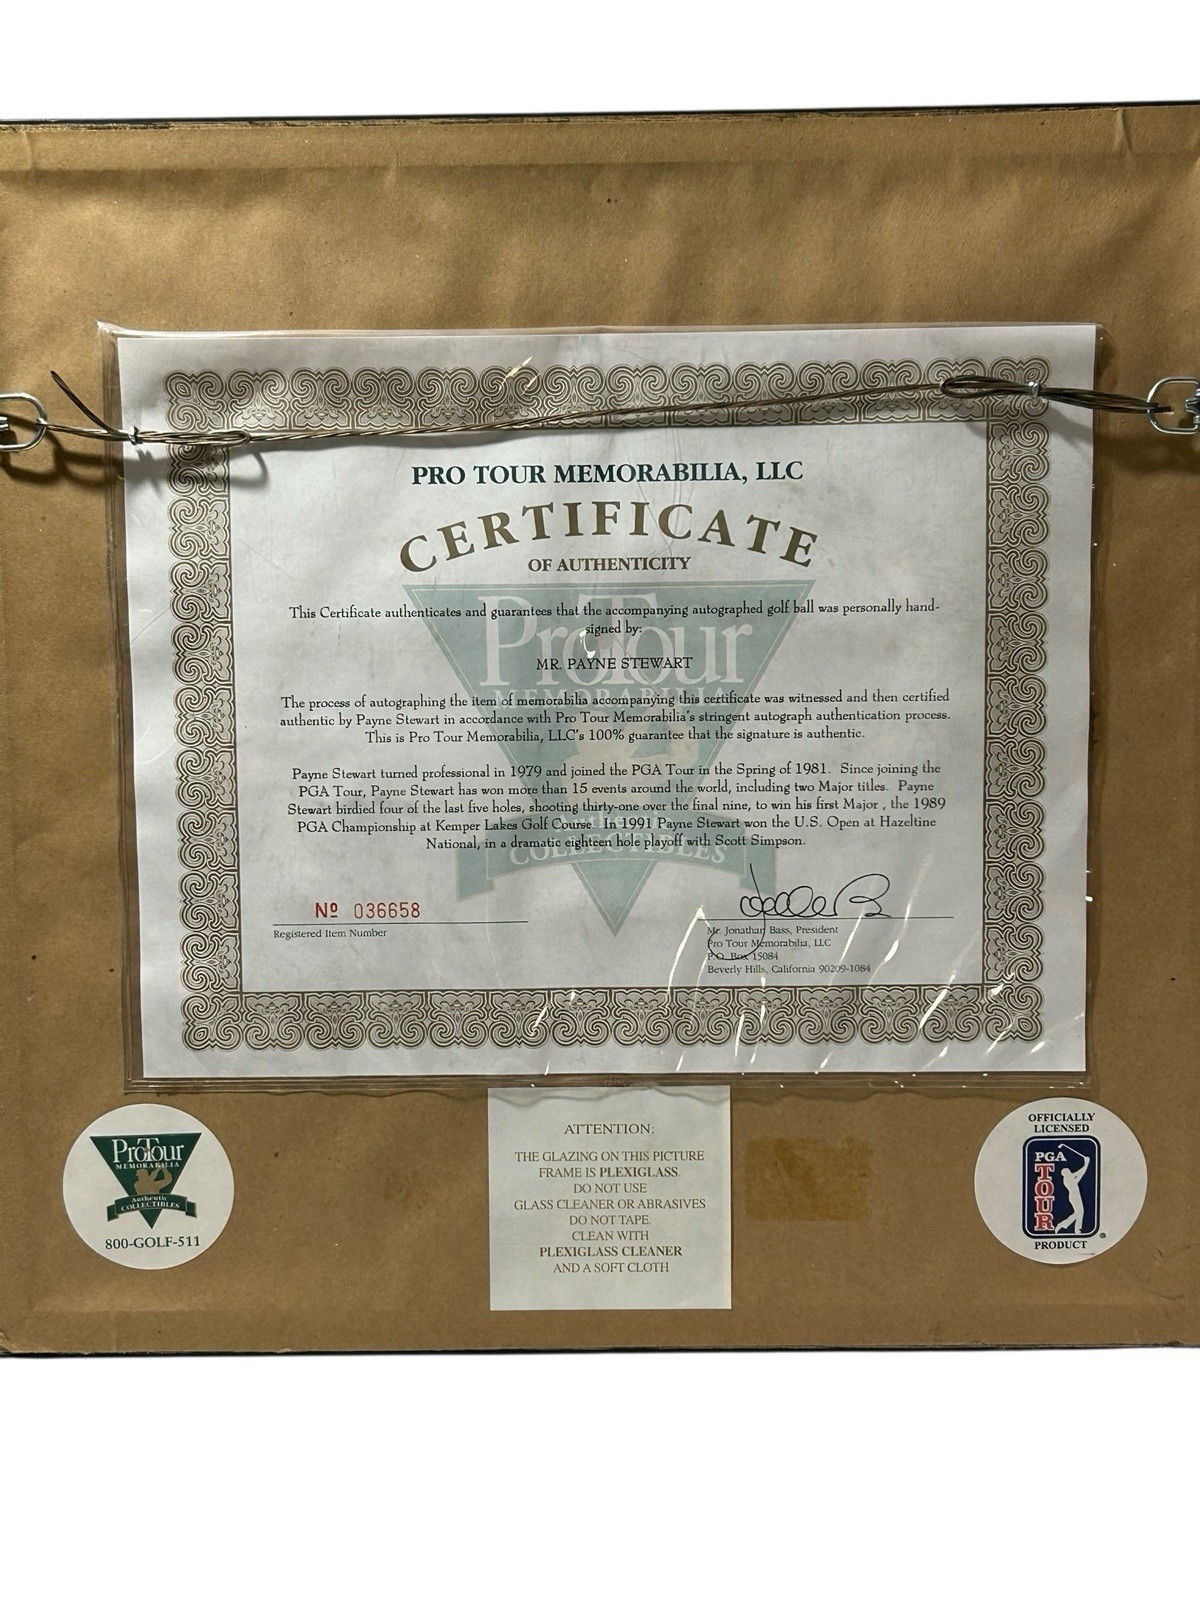 PRO TOUR MEMORABILIA, LLC
CERTIFICATE
OF AUTHENTICITY
This Certificate authenticates and guarantees that the accompanying autographed golf ball was personally hand-
signed by:
MR. PAYNE STEWART
The process of autographing the item of memorabilia accompanying this certificate was witnessed and then certified
authentic by Payne Stewart in accordance with Pro Tour Memorabilia's stringent autograph authentication process.
This is Pro Tour Memorabilia, LLC's 100% guarantee that the signature is authentic.
Payne Stewart turned professional in 1979 and joined the PGA Tour in the Spring of 1981. Since joining the
PGA Tour, Payne Stewart has won more than 15 events around the world, including two Major titles. Payne
Stewart birdied four of the last five holes, shooting thirty-one over the final nine, to win his first Major , the 1989
PGA Championship at Kemper Lakes Golf Course. In 1991 Payne Stewart won the U.S. Open at Hazeltine
National, in a dramatic eighteen hole playoff with Scott Simpson.
ProTour
MEMORABILIA
Authentic
COLLECTIBLES
Nº 036658
Registered Item Number
Mr. Jonathan Bass, President
Pro Tour Memorabilia, LLC
P.O. Box 15084
Beverly Hills, California 90209-1084
ProTour
MEMORABILIA
Authentic
COLLECTIBLES
800-GOLF-511
ATTENTION:
THE GLAZING ON THIS PICTURE
FRAME IS PLEXIGLASS.
DO NOT USE
GLASS CLEANER OR ABRASIVES
DO NOT TAPE.
CLEAN WITH
PLEXIGLASS CLEANER
AND A SOFT CLOTH
OFFICIALLY
LICENSED
PGA
TOUR
®
PRODUCT